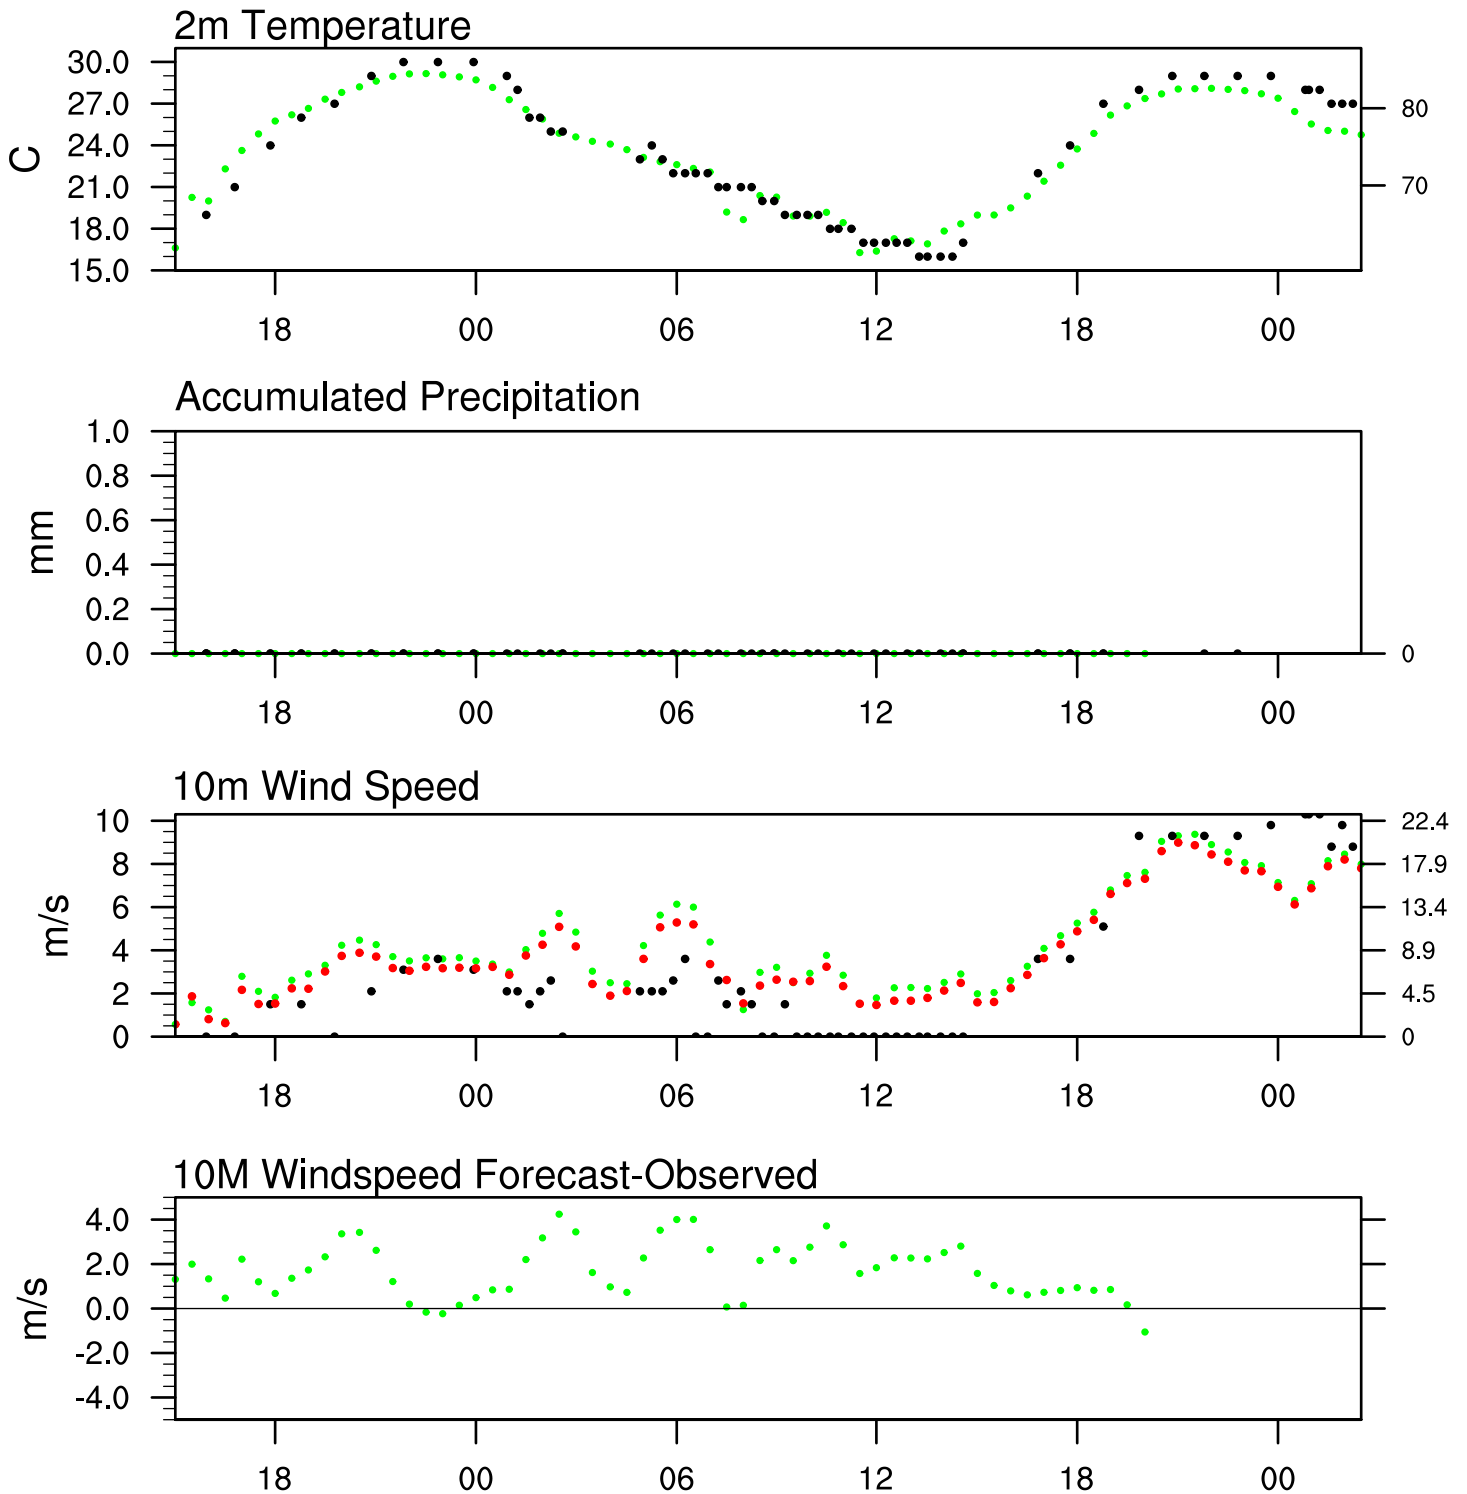 2m Temperature
30.0
27.0
24.0
21.0
18.0
15.0
C
80
70
18 00 06 12 18 00
Accumulated Precipitation
1.0
0.8
0.6
0.4
0.2
0.0
mm
0
18 00 06 12 18 00
10m Wind Speed
10
8
6
4
2
0
m/s
22.4
17.9
13.4
8.9
4.5
0
18 00 06 12 18 00
10M Windspeed Forecast-Observed
4.0
2.0
0.0
-2.0
-4.0
m/s
18 00 06 12 18 00